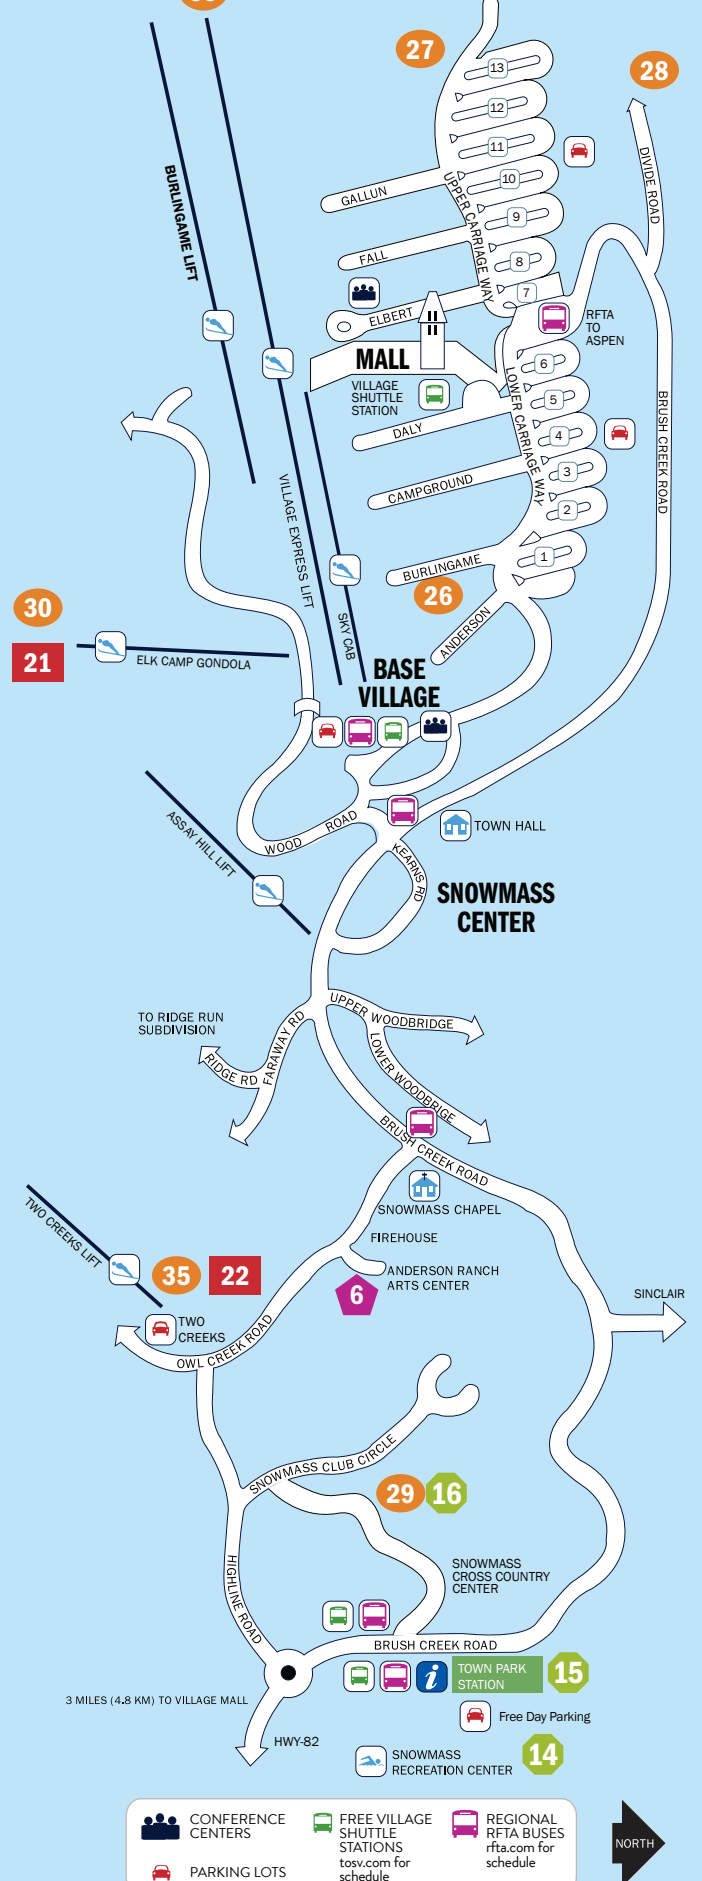 27
28
13
12
11
10
9
8
7
BURLINGAME LIFT
GALLUN
FALL
ELBERT
UPPER CARRIAGE WAY
DIVIDE ROAD
RFTA
TO
ASPEN
MALL
VILLAGE
SHUTTLE
STATION
6
5
4
3
2
1
DALY
CAMPGROUND
BURLINGAME
ANDERSON
LOWER CARRIAGE WAY
BRUSH CREEK ROAD
VILLAGE EXPRESS LIFT
SKY CAB
26
30
21
ELK CAMP GONDOLA
BASE
VILLAGE
ASSAY HILL LIFT
WOOD ROAD
TOWN HALL
KEARNS RD
SNOWMASS
CENTER
TO RIDGE RUN
SUBDIVISION
RIDGE RD
FARAWAY RD
UPPER WOODBRIDGE
LOWER WOODBRIGE
BRUSH CREEK ROAD
SNOWMASS CHAPEL
FIREHOUSE
ANDERSON RANCH
ARTS CENTER
6
TWO CREEKS LIFT
35
22
TWO
CREEKS
OWL CREEK ROAD
SINCLAIR
SNOWMASS CLUB CIRCLE
29
16
HIGHLINE ROAD
SNOWMASS
CROSS COUNTRY
CENTER
BRUSH CREEK ROAD
i
TOWN PARK
STATION
15
3 MILES (4.8 KM) TO VILLAGE MALL
Free Day Parking
HWY-82
SNOWMASS
RECREATION CENTER
14
CONFERENCE
CENTERS
PARKING LOTS
FREE VILLAGE
SHUTTLE
STATIONS
tosv.com for
schedule
REGIONAL
RFTA BUSES
rfta.com for
schedule
NORTH